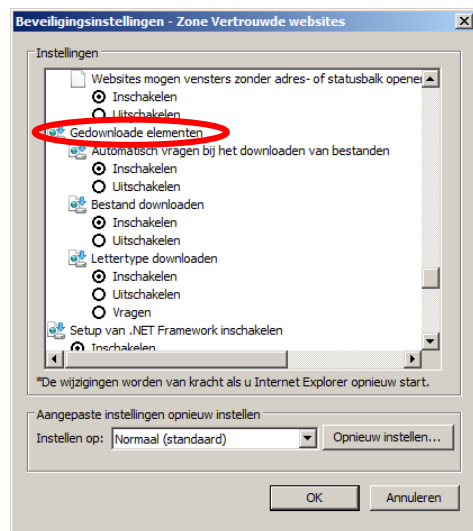 Beveiligingsinstellingen - Zone Vertrouwde websites
Instellingen
Websites mogen vensters zonder adres- of statusbalk openen
Inschakelen
Uitschakelen
Gedownloade elementen
Automatisch vragen bij het downloaden van bestanden
Inschakelen
Uitschakelen
Bestand downloaden
Inschakelen
Uitschakelen
Lettertype downloaden
Inschakelen
Uitschakelen
Vragen
Setup van .NET Framework inschakelen
Inschakelen
*De wijzigingen worden van kracht als u Internet Explorer opnieuw start.
Aangepaste instellingen opnieuw instellen
Instellen op: Normaal (standaard) Opnieuw instellen...
OK Annuleren